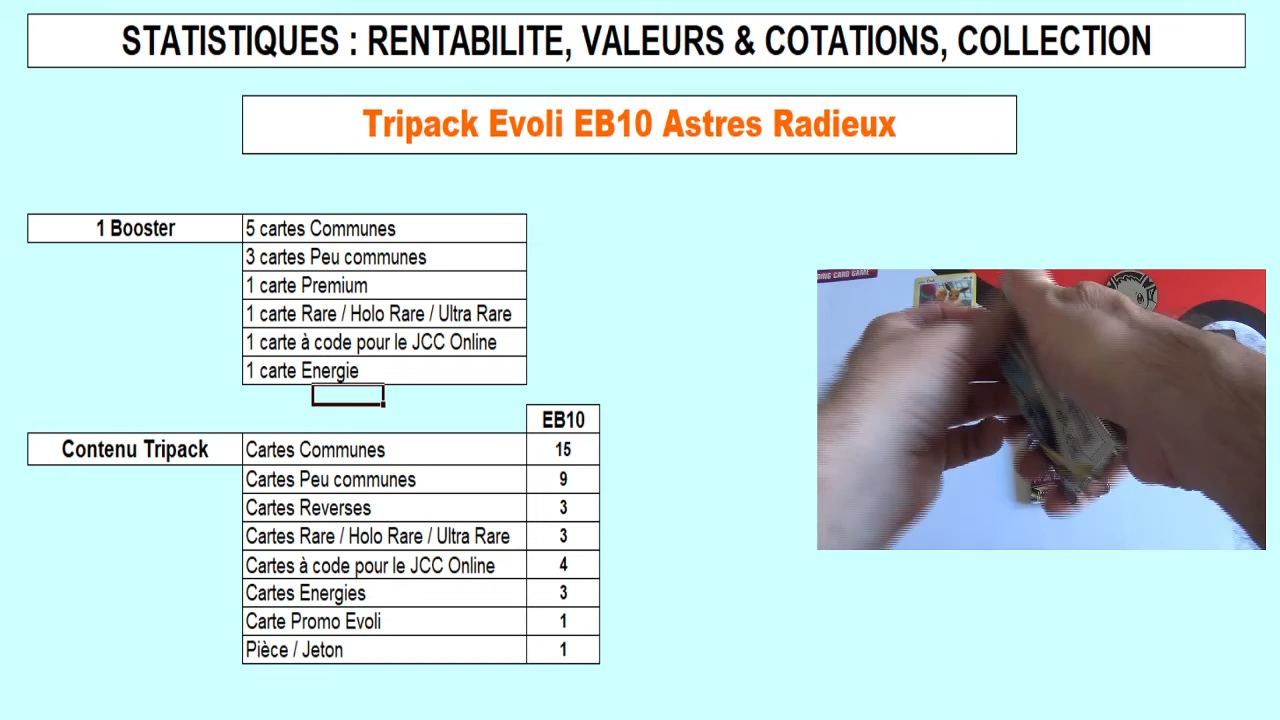 STATISTIQUES : RENTABILITE, VALEURS & COTATIONS, COLLECTION
Tripack Evoli EB10 Astres Radieux
1 Booster
5 cartes Communes
3 cartes Peu communes
1 carte Premium
1 carte Rare / Holo Rare / Ultra Rare
1 carte à code pour le JCC Online
1 carte Energie
EB10
Contenu Tripack
Cartes Communes 15
Cartes Peu communes 9
Cartes Reverses 3
Cartes Rare / Holo Rare / Ultra Rare 3
Cartes à code pour le JCC Online 4
Cartes Energies 3
Carte Promo Evoli 1
Pièce / Jeton 1
CARD GAME